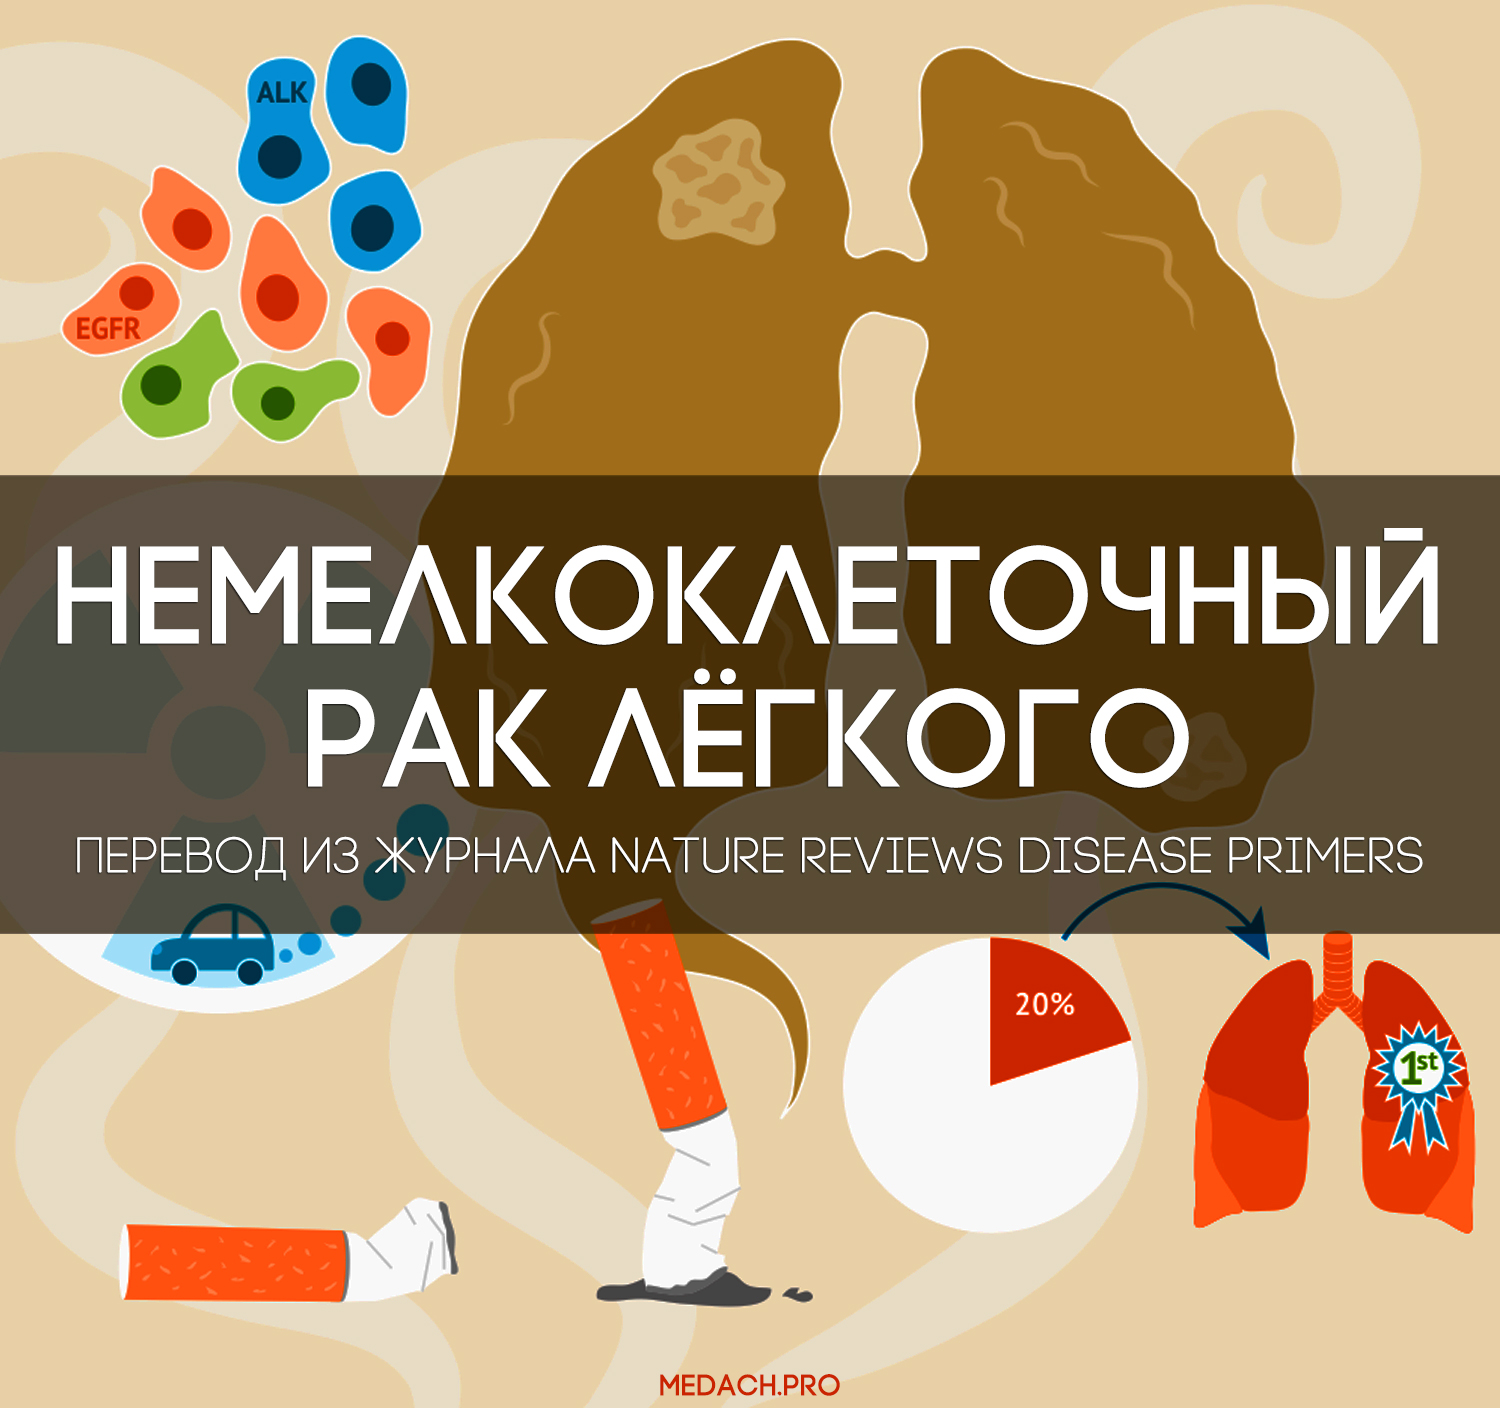 ALK
EGFR
НЕМЕЛКОКЛЕТОЧНЫЙ
РАК ЛЁГКОГО
ПЕРЕВОД ИЗ ЖУРНАЛА NATURE REVIEWS DISEASE PRIMERS
20%
1st
MEDACH.PRO